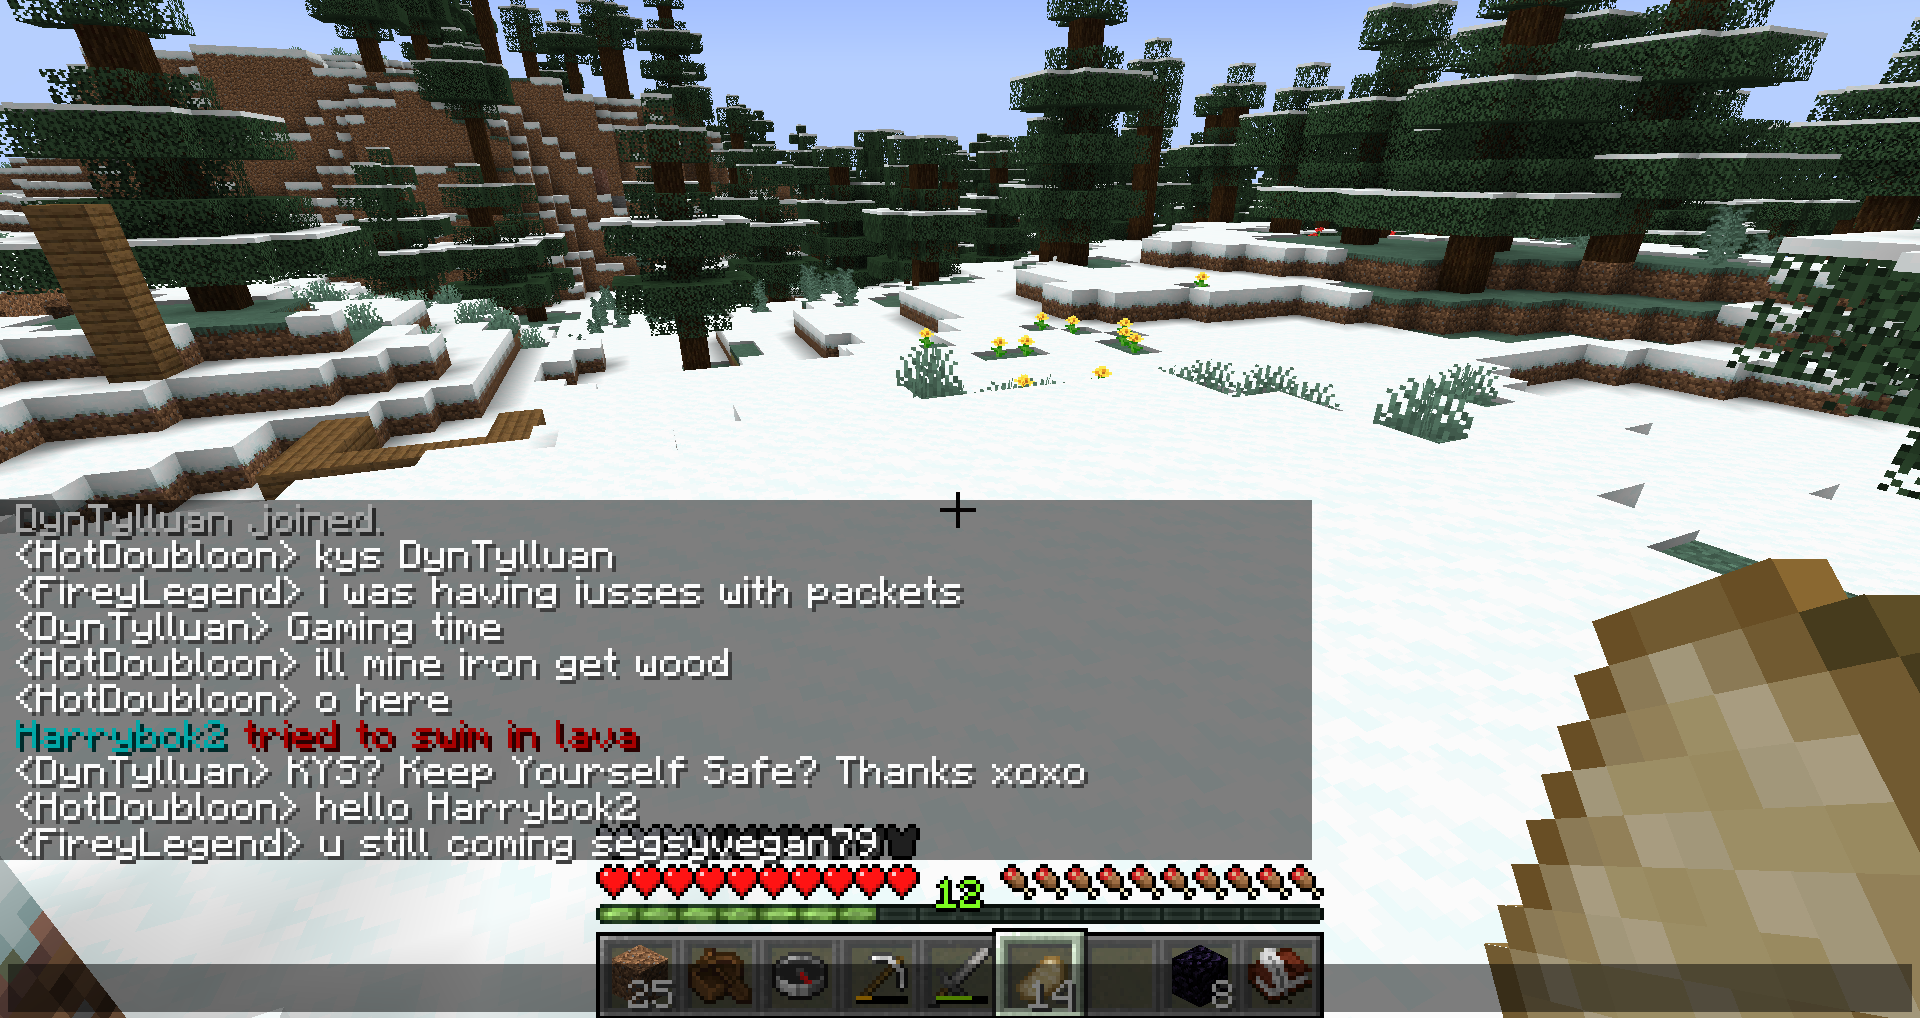 DynTylluan joined.
<HotDoubloon> kys DynTylluan
<FireyLegend> i was having iusses with packets
<DynTylluan> Gaming time
<HotDoubloon> ill mine iron get wood
<HotDoubloon> o here
Harrybok2 tried to swim in lava
<DynTylluan> KYS? Keep Yourself Safe? Thanks xoxo
<HotDoubloon> hello Harrybok2
<FireyLegend> u still coming segsyvegan79
12
25 14 8